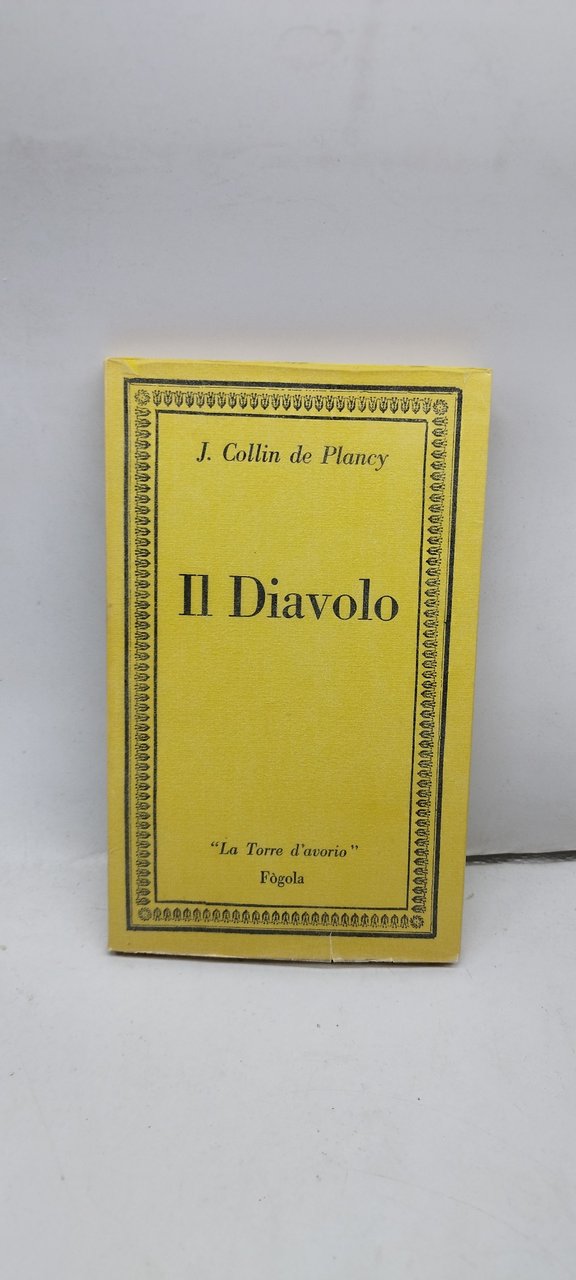 J. Collin de Plancy
Il Diavolo
"La Torre d'avorio"
Fògola